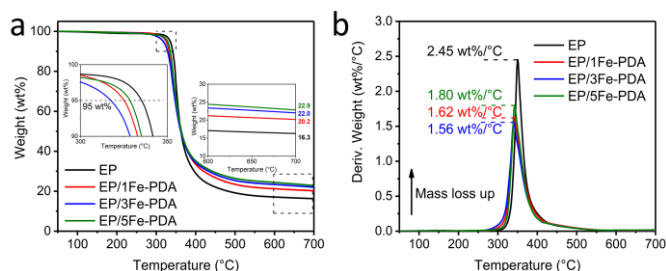 a
Weight (wt%)
100
80
60
40
20
0
100 200 300 400 500 600 700
Temperature (°C)
EP
EP/1Fe-PDA
EP/3Fe-PDA
EP/5Fe-PDA
Weight (wt%)
100
95
90
95 wt%
300 350
Temperature (°C)
Weight (wt%)
30
25
20
15
10
600 700
Temperature (°C)
22.9
22.0
20.2
16.3
b
Deriv. Weight (wt%/°C)
3.0
2.5
2.0
1.5
1.0
0.5
0.0
100 200 300 400 500 600 700
Temperature (°C)
2.45 wt%/°C
1.80 wt%/°C
1.62 wt%/°C
1.56 wt%/°C
Mass loss up
EP
EP/1Fe-PDA
EP/3Fe-PDA
EP/5Fe-PDA